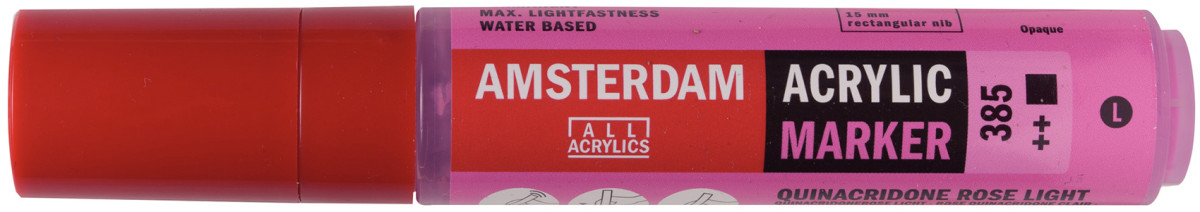 MAX. LIGHTFASTNESS
WATER BASED
15 mm
rectangular nib
Opaque
AMSTERDAM
ALL
ACRYLICS
ACRYLIC
MARKER
385
++
L
QUINACRIDONE ROSE LIGHT